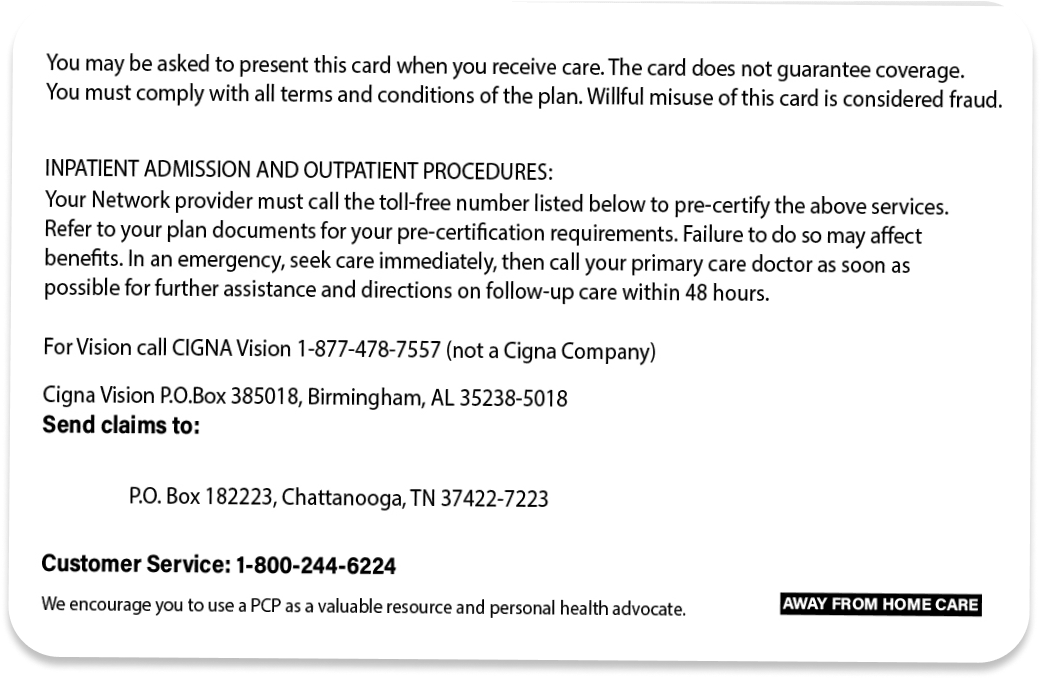 You may be asked to present this card when you receive care. The card does not guarantee coverage.
You must comply with all terms and conditions of the plan. Willful misuse of this card is considered fraud.
INPATIENT ADMISSION AND OUTPATIENT PROCEDURES:
Your Network provider must call the toll-free number listed below to pre-certify the above services.
Refer to your plan documents for your pre-certification requirements. Failure to do so may affect
benefits. In an emergency, seek care immediately, then call your primary care doctor as soon as
possible for further assistance and directions on follow-up care within 48 hours.
For Vision call CIGNA Vision 1-877-478-7557 (not a Cigna Company)
Cigna Vision P.O.Box 385018, Birmingham, AL 35238-5018
Send claims to:
P.O. Box 182223, Chattanooga, TN 37422-7223
Customer Service: 1-800-244-6224
We encourage you to use a PCP as a valuable resource and personal health advocate.
AWAY FROM HOME CARE